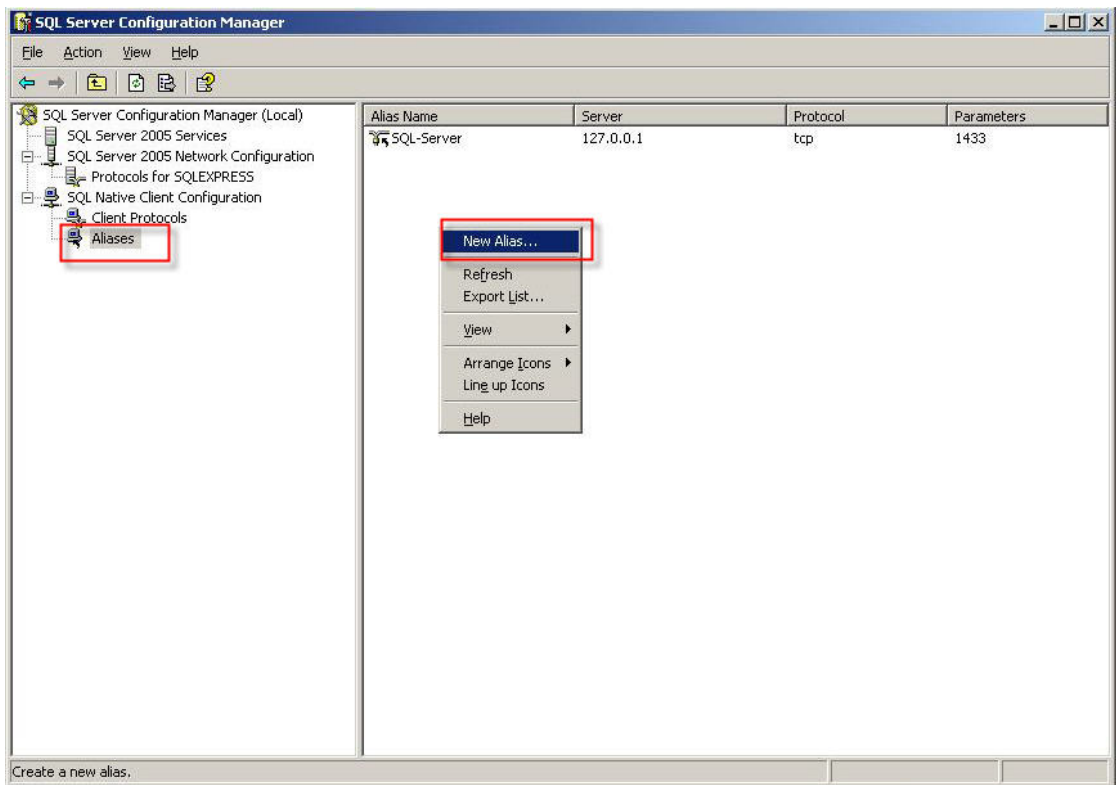 SQL Server Configuration Manager
File Action View Help
SQL Server Configuration Manager (Local)
SQL Server 2005 Services
SQL Server 2005 Network Configuration
Protocols for SQLEXPRESS
SQL Native Client Configuration
Client Protocols
Aliases
Alias Name Server Protocol Parameters
SQL-Server 127.0.0.1 tcp 1433
New Alias...
Refresh
Export List...
View
Arrange Icons
Line up Icons
Help
Create a new alias.